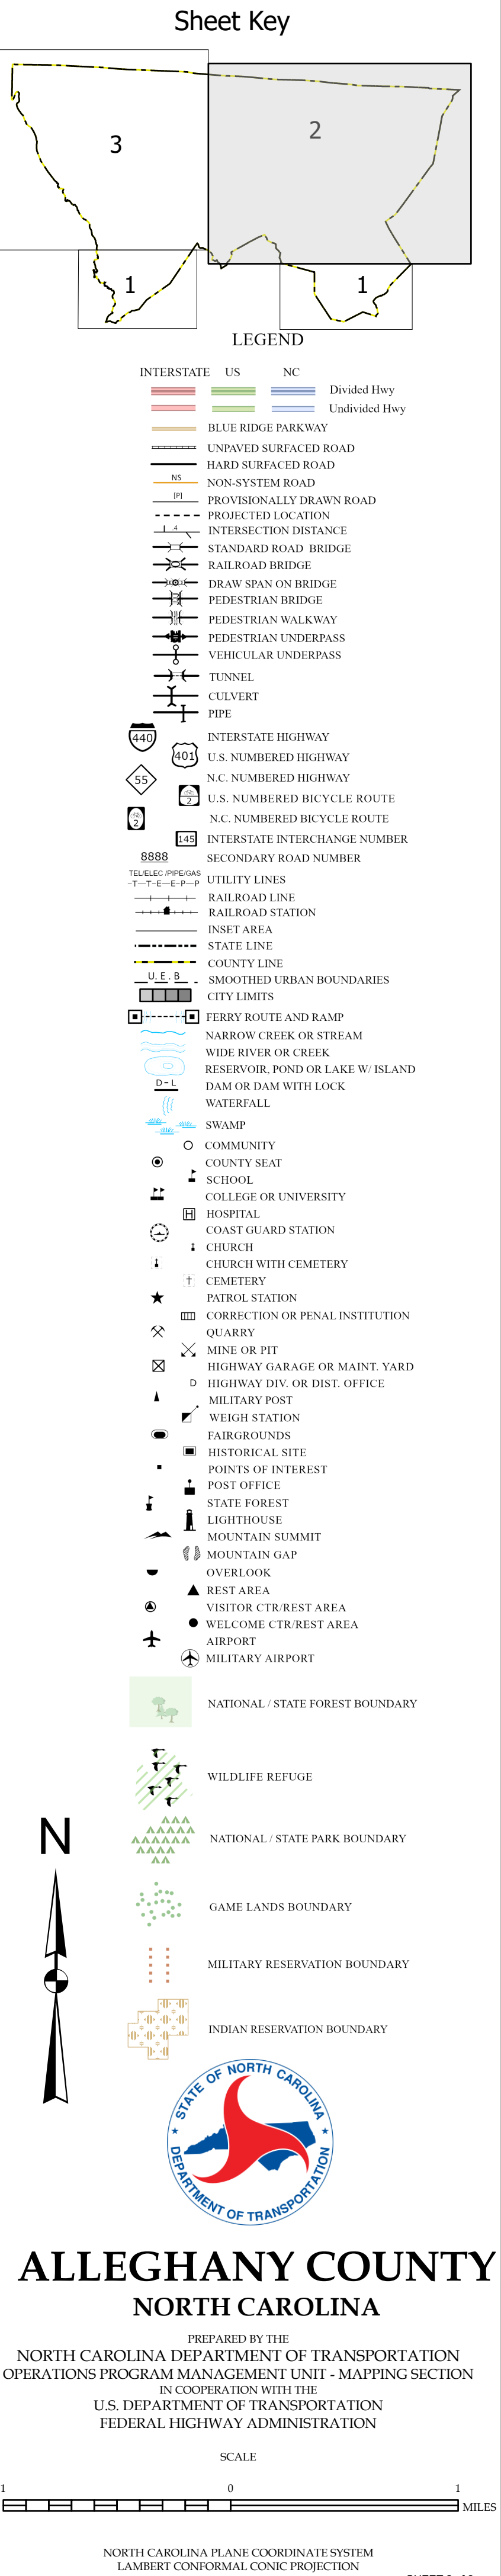 Sheet Key
3
2
1
1
LEGEND
INTERSTATE US NC
Divided Hwy
Undivided Hwy
BLUE RIDGE PARKWAY
UNPAVED SURFACED ROAD
HARD SURFACED ROAD
NS NON-SYSTEM ROAD
[P] PROVISIONALLY DRAWN ROAD
PROJECTED LOCATION
.4 INTERSECTION DISTANCE
STANDARD ROAD BRIDGE
RAILROAD BRIDGE
DRAW SPAN ON BRIDGE
PEDESTRIAN BRIDGE
PEDESTRIAN WALKWAY
PEDESTRIAN UNDERPASS
VEHICULAR UNDERPASS
TUNNEL
CULVERT
PIPE
440 INTERSTATE HIGHWAY
401 U.S. NUMBERED HIGHWAY
55 N.C. NUMBERED HIGHWAY
2 U.S. NUMBERED BICYCLE ROUTE
2 N.C. NUMBERED BICYCLE ROUTE
145 INTERSTATE INTERCHANGE NUMBER
8888 SECONDARY ROAD NUMBER
TEL/ELEC /PIPE/GAS
-T-T-E-E-P-P UTILITY LINES
RAILROAD LINE
RAILROAD STATION
INSET AREA
STATE LINE
COUNTY LINE
U. E. B SMOOTHED URBAN BOUNDARIES
CITY LIMITS
FERRY ROUTE AND RAMP
NARROW CREEK OR STREAM
WIDE RIVER OR CREEK
RESERVOIR, POND OR LAKE W/ ISLAND
D-L DAM OR DAM WITH LOCK
WATERFALL
SWAMP
COMMUNITY
COUNTY SEAT
SCHOOL
COLLEGE OR UNIVERSITY
H HOSPITAL
COAST GUARD STATION
CHURCH
CHURCH WITH CEMETERY
CEMETERY
PATROL STATION
CORRECTION OR PENAL INSTITUTION
QUARRY
MINE OR PIT
HIGHWAY GARAGE OR MAINT. YARD
D HIGHWAY DIV. OR DIST. OFFICE
MILITARY POST
WEIGH STATION
FAIRGROUNDS
HISTORICAL SITE
POINTS OF INTEREST
POST OFFICE
STATE FOREST
LIGHTHOUSE
MOUNTAIN SUMMIT
MOUNTAIN GAP
OVERLOOK
REST AREA
VISITOR CTR/REST AREA
WELCOME CTR/REST AREA
AIRPORT
MILITARY AIRPORT
NATIONAL / STATE FOREST BOUNDARY
WILDLIFE REFUGE
N
NATIONAL / STATE PARK BOUNDARY
GAME LANDS BOUNDARY
MILITARY RESERVATION BOUNDARY
INDIAN RESERVATION BOUNDARY
STATE OF NORTH CAROLINA
DEPARTMENT OF TRANSPORTATION
ALLEGHANY COUNTY
NORTH CAROLINA
PREPARED BY THE
NORTH CAROLINA DEPARTMENT OF TRANSPORTATION
OPERATIONS PROGRAM MANAGEMENT UNIT - MAPPING SECTION
IN COOPERATION WITH THE
U.S. DEPARTMENT OF TRANSPORTATION
FEDERAL HIGHWAY ADMINISTRATION
SCALE
1 0 1
MILES
NORTH CAROLINA PLANE COORDINATE SYSTEM
LAMBERT CONFORMAL CONIC PROJECTION